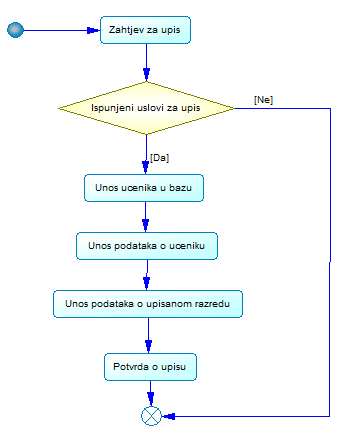 Zahtjev za upis
Ispunjeni uslovi za upis
[Ne]
[Da]
Unos ucenika u bazu
Unos podataka o uceniku
Unos podataka o upisanom razredu
Potvrda o upisu